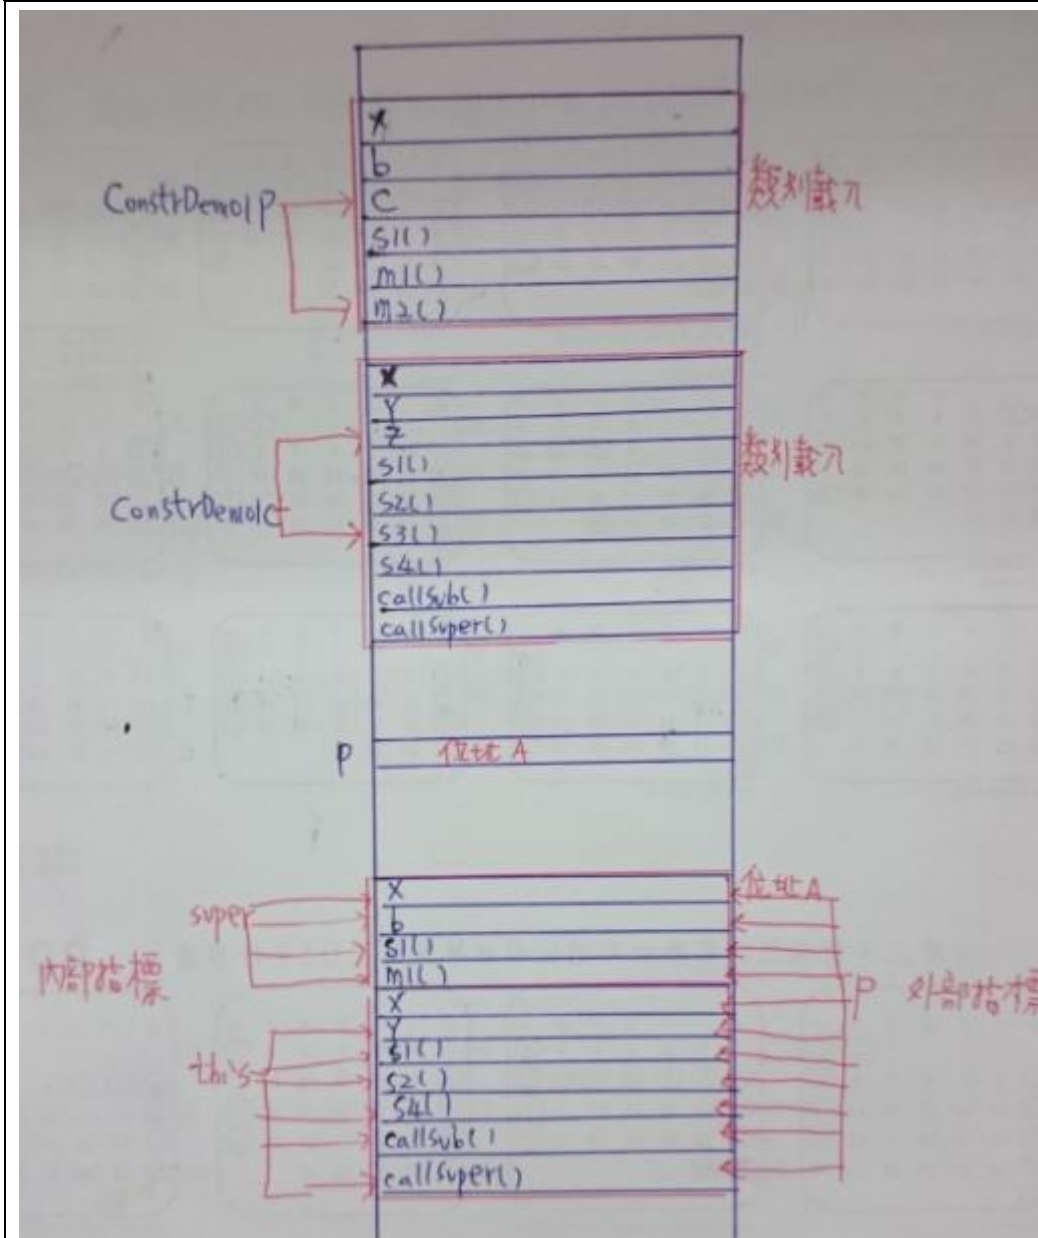 X
b
ConstrDemo1P
C
類別載入
s1()
m1()
m2()
X
Y
Z
s1()
類別載入
s2()
ConstrDemo1C
s3()
s4()
callSub()
callSuper()
P
位址A
X
位址A
super
b
s1()
內部指標
m1()
X
P
外部指標
Y
s1()
this
s2()
s4()
callSub()
callSuper()